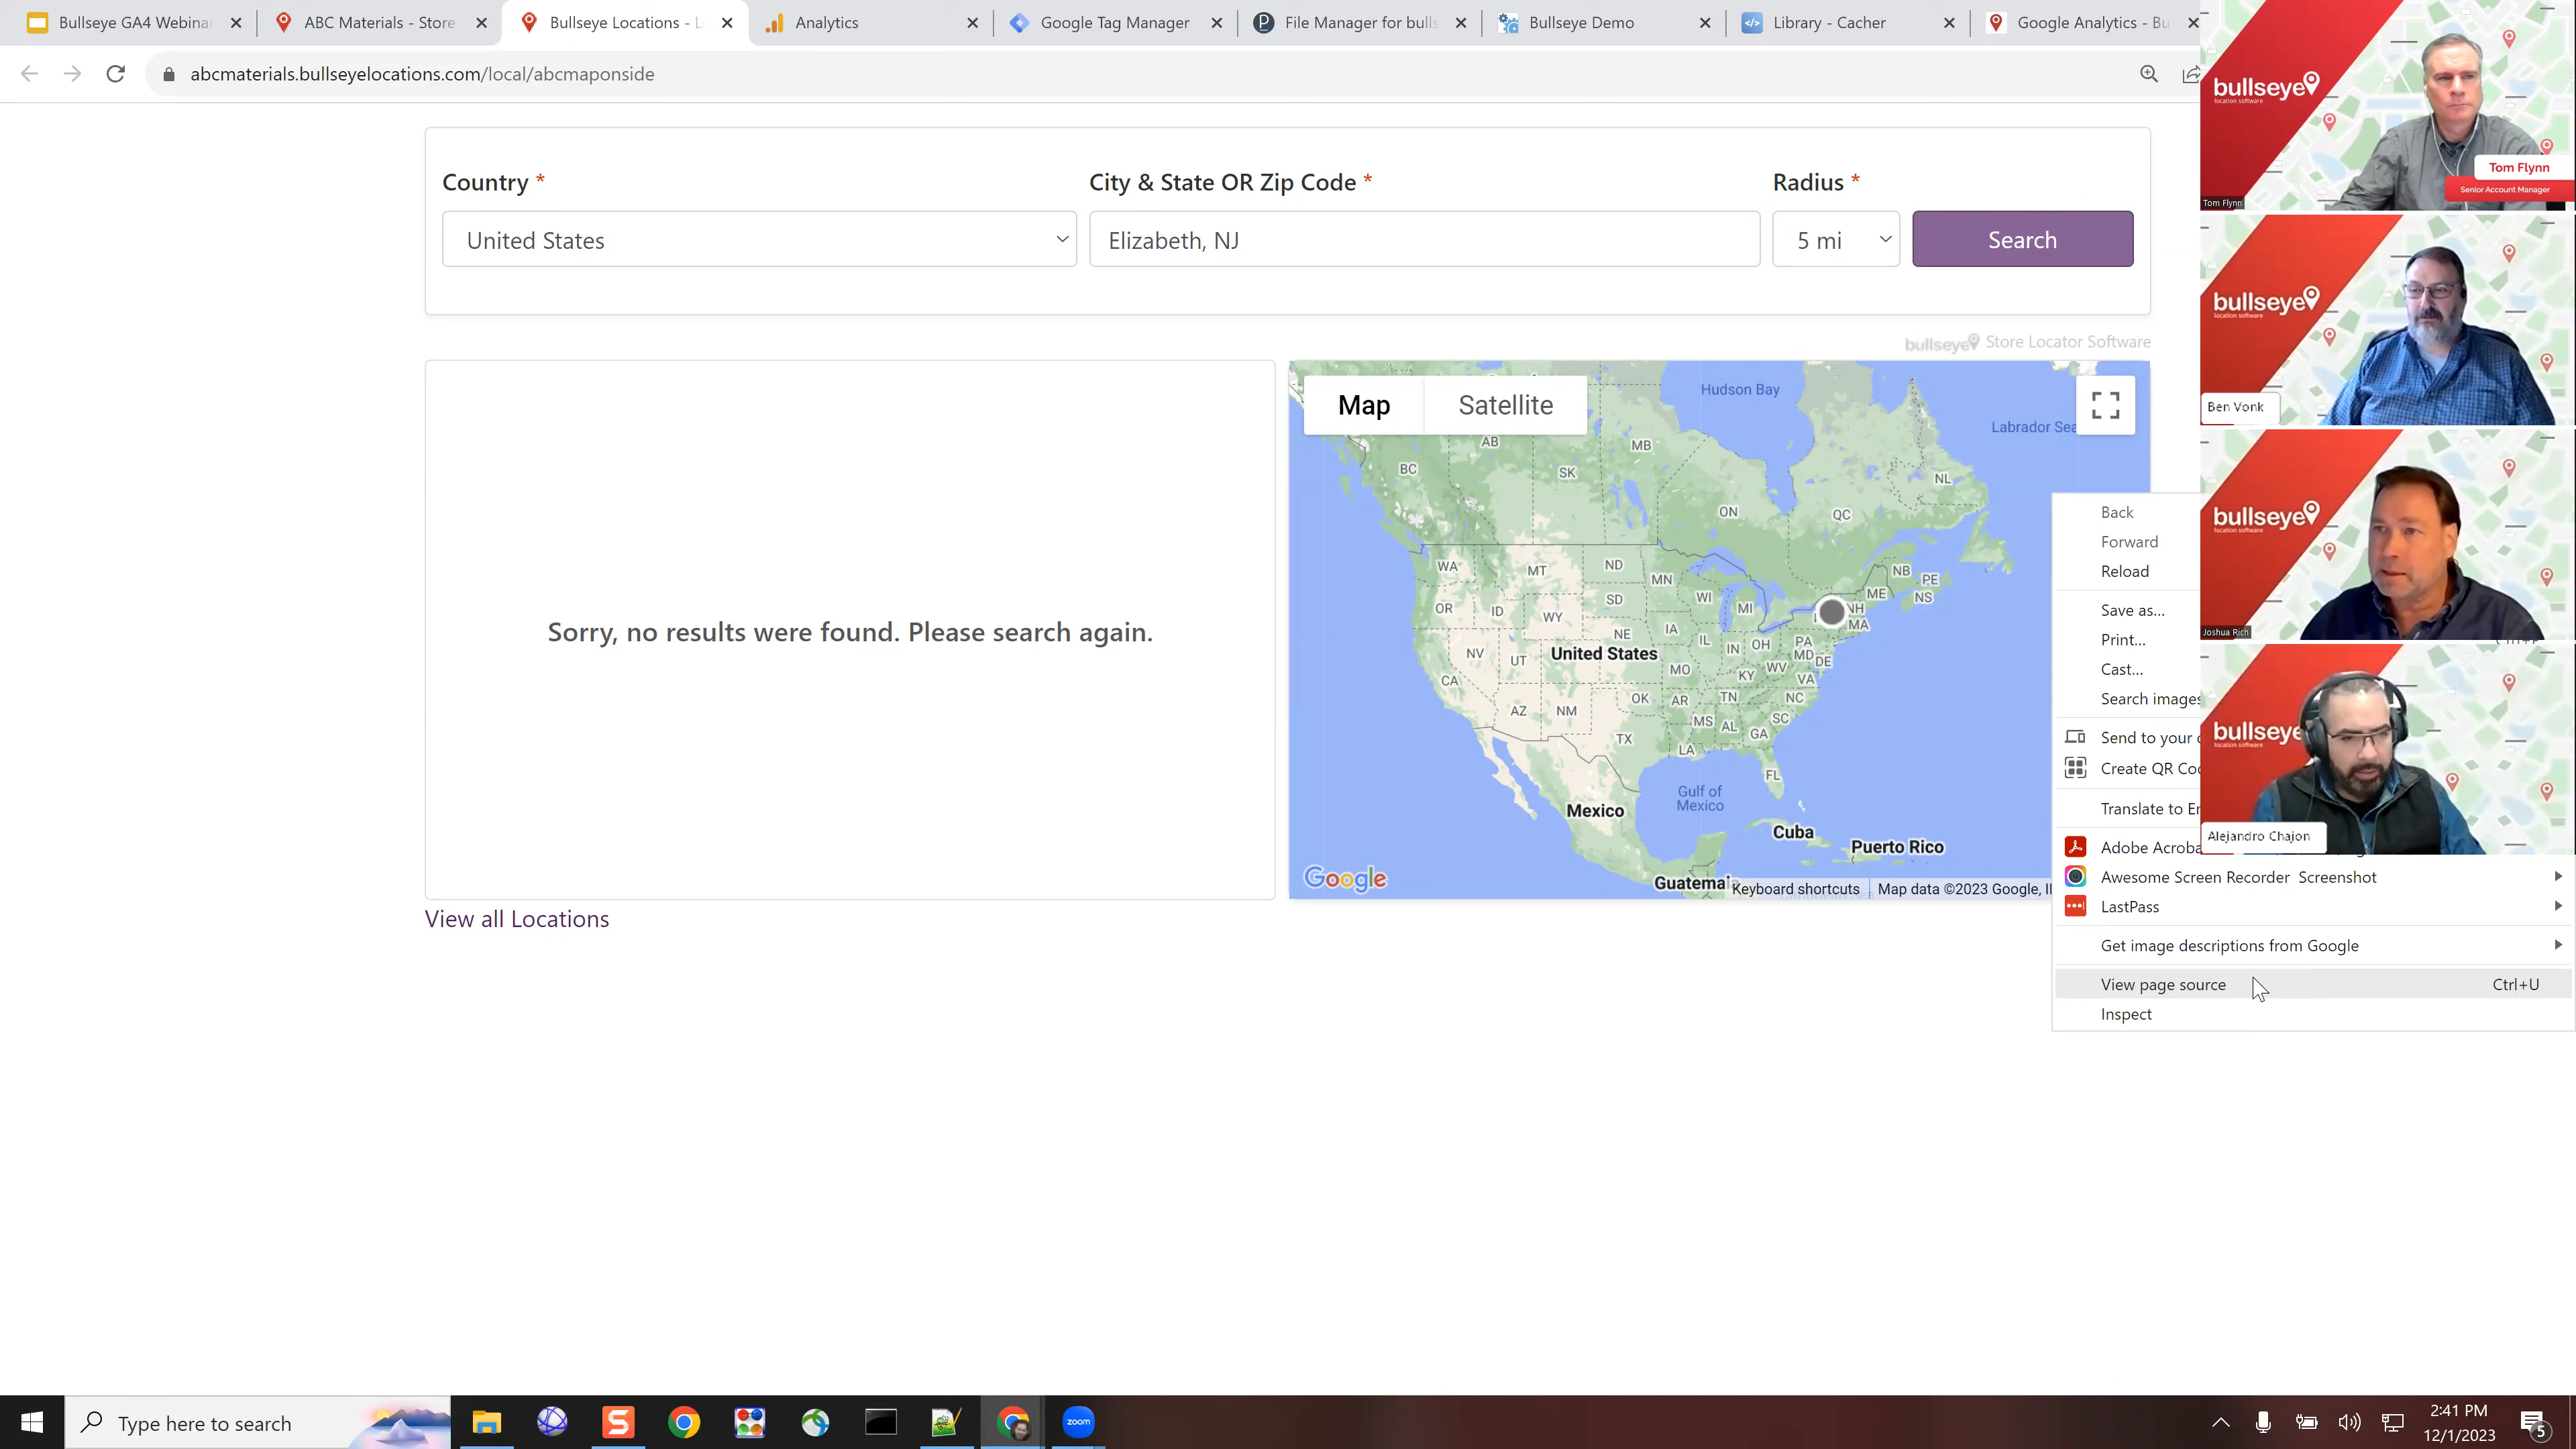 Bullseye GA4 Webina
ABC Materials - Store
Bullseye Locations - L
Analytics
Google Tag Manager
File Manager for bulls
Bullseye Demo
Library - Cacher
Google Analytics - Bu
abcmaterials.bullseyelocations.com/local/abcmaponside
Country *
City & State OR Zip Code *
Radius *
United States
Elizabeth, NJ
5 mi
Search
bullseye Store Locator Software
Sorry, no results were found. Please search again.
View all Locations
Map
Satellite
Hudson Bay
Labrador Sea
AB
MB
BC
SK
NL
ON
QC
WA
MT
ND
MN
NB
PE
OR
ID
SD
WI
MI
NH
ME
NS
WY
MA
NE
IA
IL
IN
OH
PA
MD
DE
NV
UT
United States
MO
WV
KY
VA
CA
AZ
NM
OK
AR
TN
NC
MS
AL
SC
TX
LA
GA
FL
Gulf of
Mexico
Mexico
Cuba
Puerto Rico
Guatemal
Google
Keyboard shortcuts
Map data ©2023 Google, I
Back
Forward
Reload
Save as...
Print...
Cast...
Search images
Send to your
Create QR Co
Translate to E
Adobe Acroba
Awesome Screen Recorder Screenshot
LastPass
Get image descriptions from Google
View page source
Ctrl+U
Inspect
bullseye
location software
Tom Flynn
Senior Account Manager
Tom Flynn
bullseye
location software
Ben Vonk
bullseye
location software
Joshua Rich
bullseye
location software
Alejandro Chajon
Type here to search
zoom
2:41 PM
12/1/2023
5